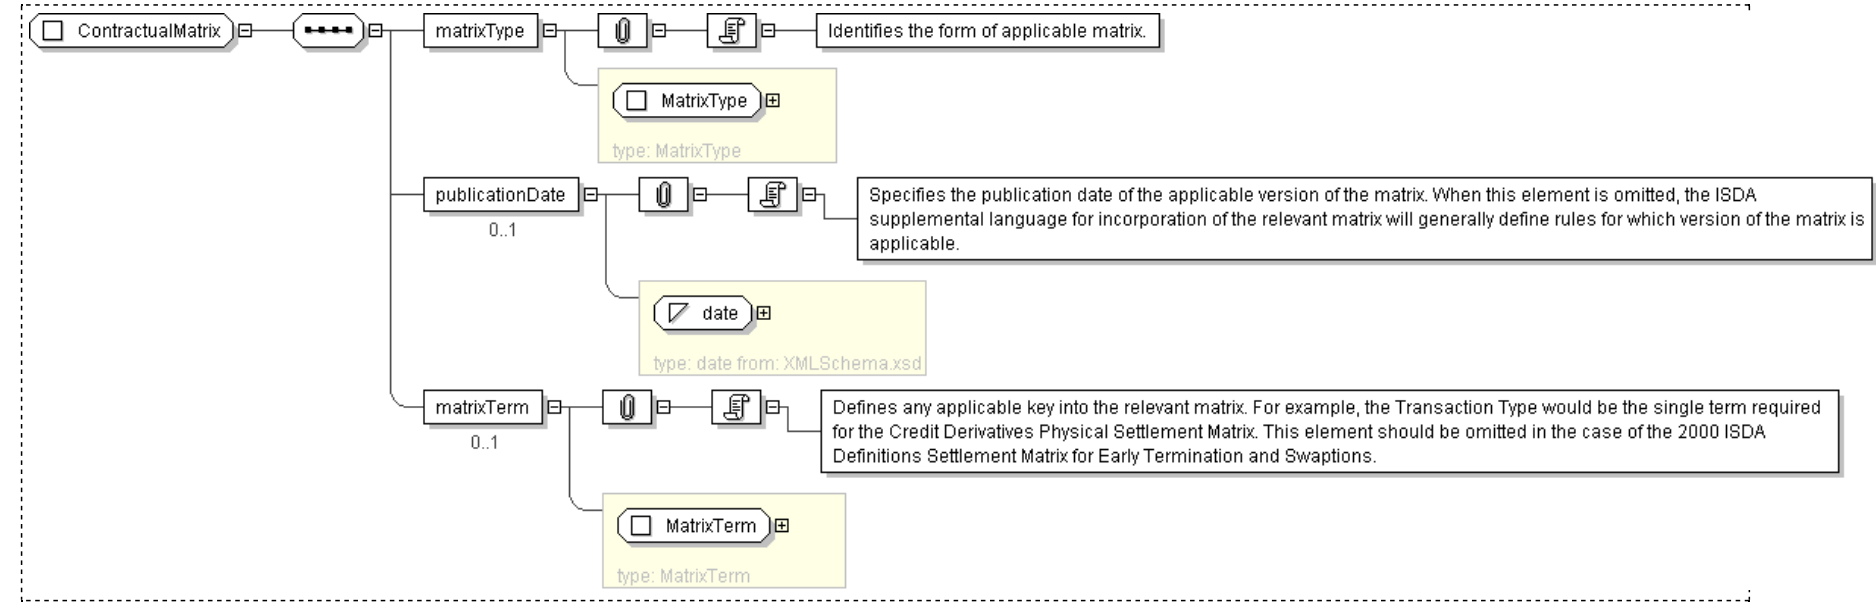 ContractualMatrix
matrixType
Identifies the form of applicable matrix.
MatrixType
type: MatrixType
publicationDate
0..1
Specifies the publication date of the applicable version of the matrix. When this element is omitted, the ISDA
supplemental language for incorporation of the relevant matrix will generally define rules for which version of the matrix is
applicable.
date
type: date from: XMLSchema.xsd
matrixTerm
0..1
Defines any applicable key into the relevant matrix. For example, the Transaction Type would be the single term required
for the Credit Derivatives Physical Settlement Matrix. This element should be omitted in the case of the 2000 ISDA
Definitions Settlement Matrix for Early Termination and Swaptions.
MatrixTerm
type: MatrixTerm